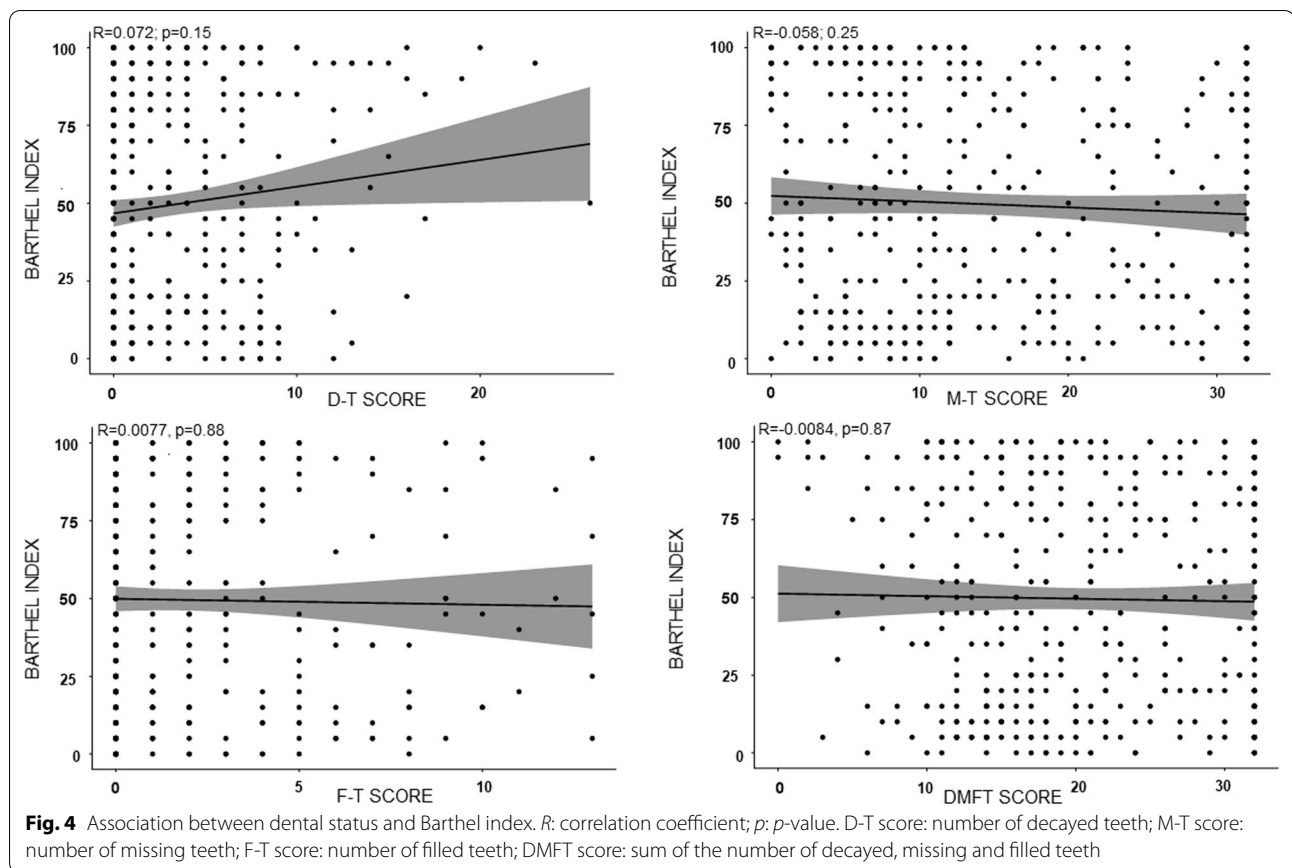 R=0.072; p=0.15
100
75
50
25
0
BARTHEL INDEX
0
10
20
D-T SCORE
R=-0.058; 0.25
100
75
50
25
0
BARTHEL INDEX
0
10
20
30
M-T SCORE
R=0.0077, p=0.88
100
75
50
25
0
BARTHEL INDEX
0
5
10
F-T SCORE
R=-0.0084, p=0.87
100
75
50
25
0
BARTHEL INDEX
0
10
20
30
DMFT SCORE
Fig. 4 Association between dental status and Barthel index. R: correlation coefficient; p: p-value. D-T score: number of decayed teeth; M-T score:
number of missing teeth; F-T score: number of filled teeth; DMFT score: sum of the number of decayed, missing and filled teeth